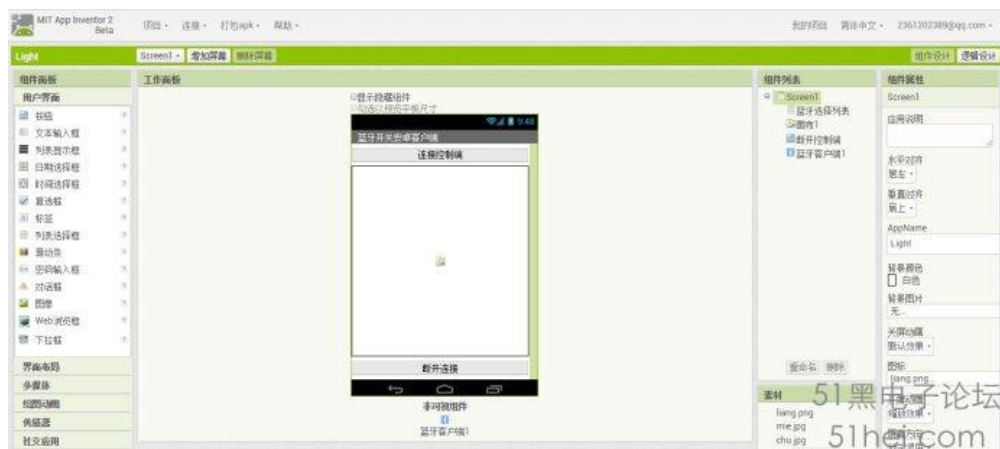 MIT App Inventor 2
Beta
项目 连接 打包apk 帮助
我的项目 简体中文 2361202389@qq.com
Light
Screen1 增加屏幕 删除屏幕
组件设计 逻辑设计
组件面板
用户界面
按钮
文本输入框
列表显示框
日期选择框
时间选择框
复选框
标签
列表选择框
滑动条
密码输入框
对话框
图像
Web浏览框
下拉框
界面布局
多媒体
绘图动画
传感器
社交应用
工作面板
显示隐藏组件
9:48
蓝牙开关安卓客户端
连接控制端
断开连接
非可视组件
蓝牙客户端1
组件列表
Screen1
蓝牙选择列表
画布1
断开控制端
蓝牙客户端1
重命名 删除
素材
liang.png
mie.jpg
chu.jpg
组件属性
Screen1
应用说明
水平对齐
居左
垂直对齐
居上
AppName
Light
背景颜色
白色
背景图片
无...
关屏动画
默认效果
图标
liang.png
51黑电子论坛
51hei.com